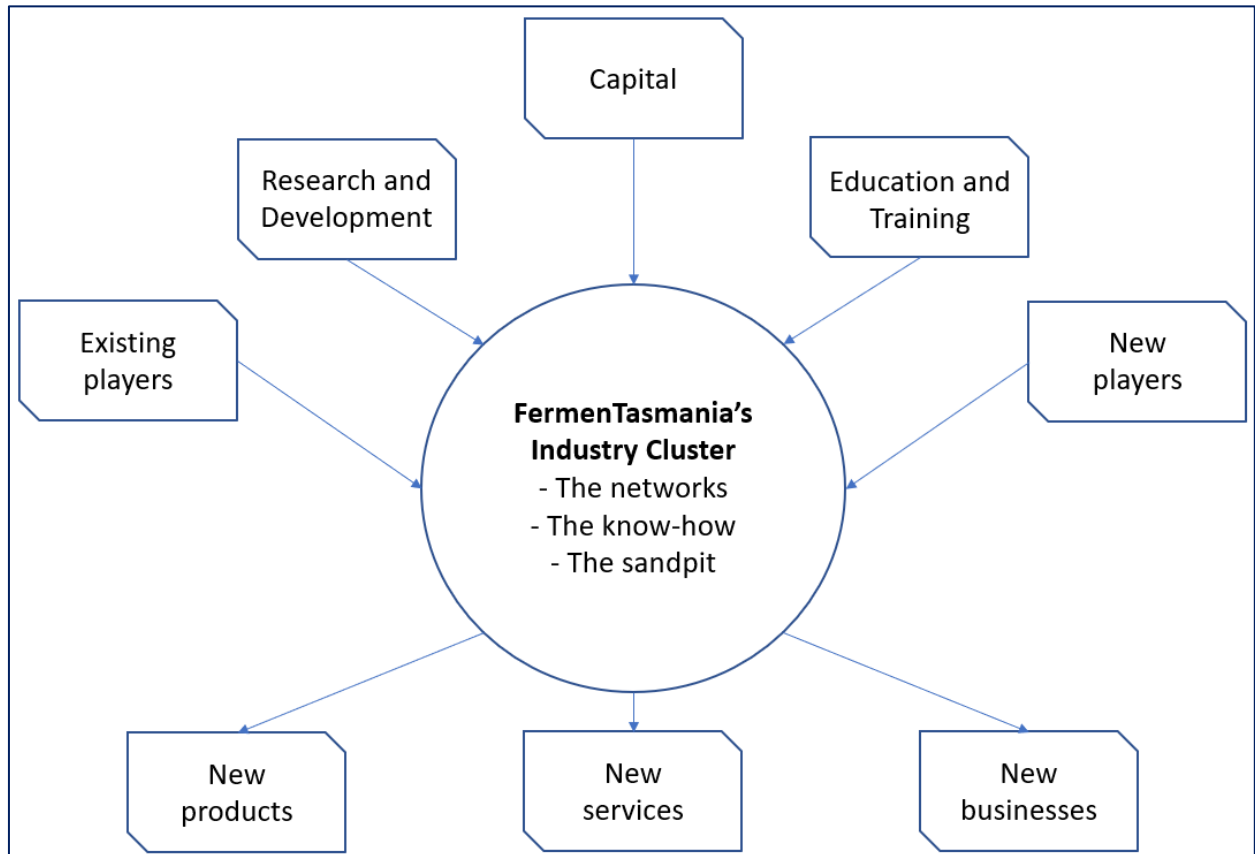 Capital
Research and
Development
Education and
Training
Existing
players
New
players
FermenTasmania’s
Industry Cluster
- The networks
- The know-how
- The sandpit
New
products
New
services
New
businesses